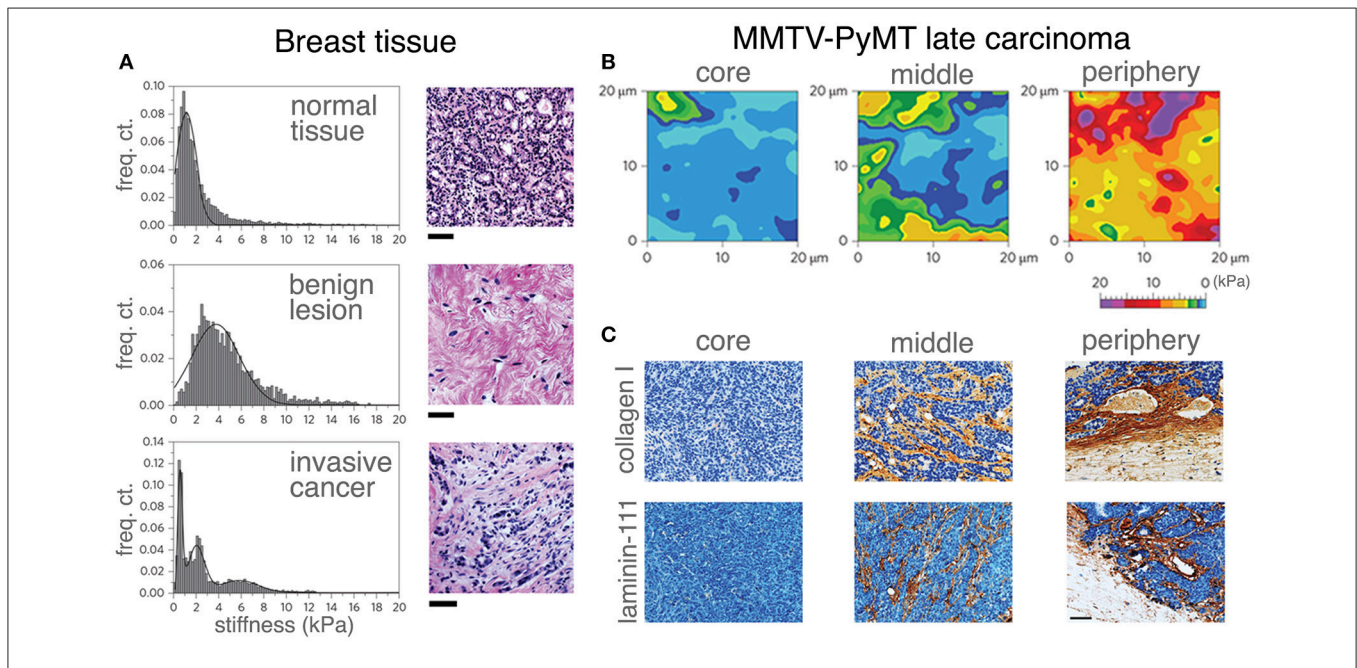 Breast tissue
MMTV-PyMT late carcinoma
A
normal
tissue
freq. ct.
0.10
0.08
0.06
0.04
0.02
0.00
0 2 4 6 8 10 12 14 16 18 20
benign
lesion
freq. ct.
0.06
0.04
0.02
0.00
0 2 4 6 8 10 12 14 16 18 20
invasive
cancer
freq. ct.
0.14
0.12
0.10
0.08
0.06
0.04
0.02
0.00
0 2 4 6 8 10 12 14 16 18 20
stiffness (kPa)
B
core
middle
periphery
20 µm
10
0
0 10 20 µm
20 µm
10
0
0 10 20 µm
20 µm
10
0
0 10 20 µm
20 10 0 (kPa)
C
core
middle
periphery
collagen I
laminin-111